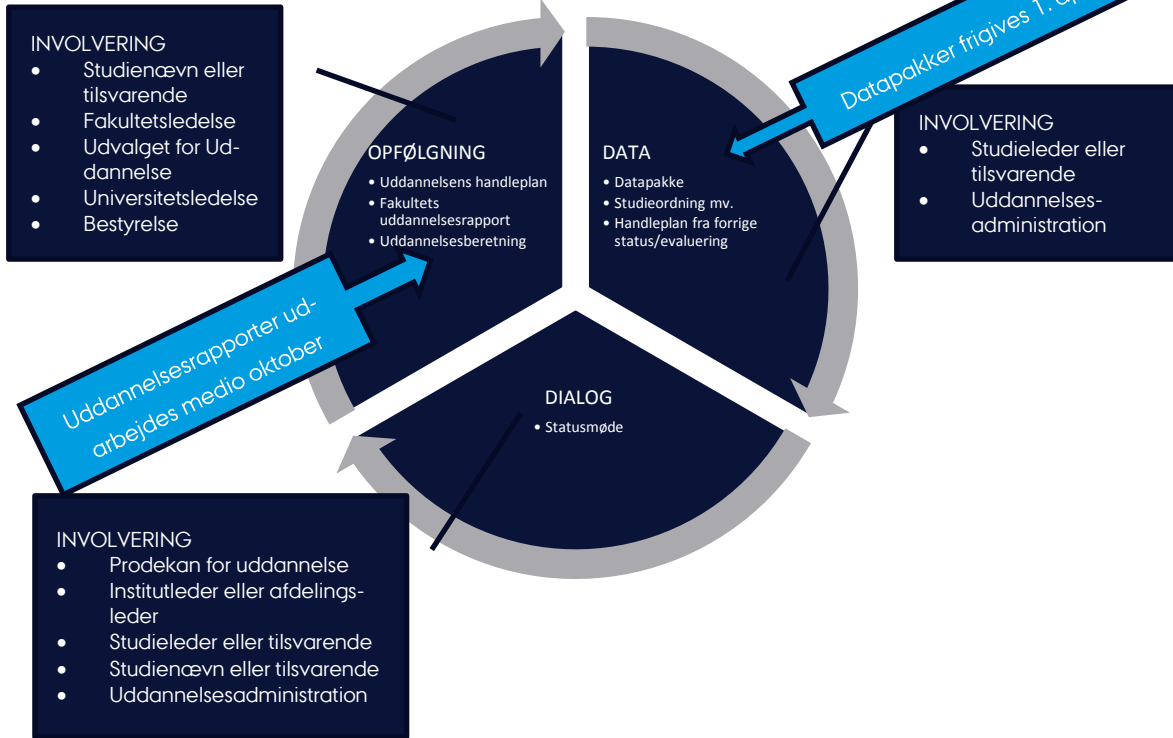 INVOLVERING
• Studienævn eller
tilsvarende
• Fakultetsledelse
• Udvalget for Ud-
dannelse
• Universitetsledelse
• Bestyrelse
OPFØLGNING
• Uddannelsens handleplan
• Fakultets
uddannelsesrapport
• Uddannelsesberetning
DATA
• Datapakke
• Studieordning mv.
• Handleplan fra forrige
status/evaluering
Datapakker frigives 1.
INVOLVERING
• Studieleder eller
tilsvarende
• Uddannelses-
administration
Uddannelsesrapporter ud-
arbejdes medio oktober
DIALOG
• Statusmøde
INVOLVERING
• Prodekan for uddannelse
• Institutleder eller afdelings-
leder
• Studieleder eller tilsvarende
• Studienævn eller tilsvarende
• Uddannelsesadministration